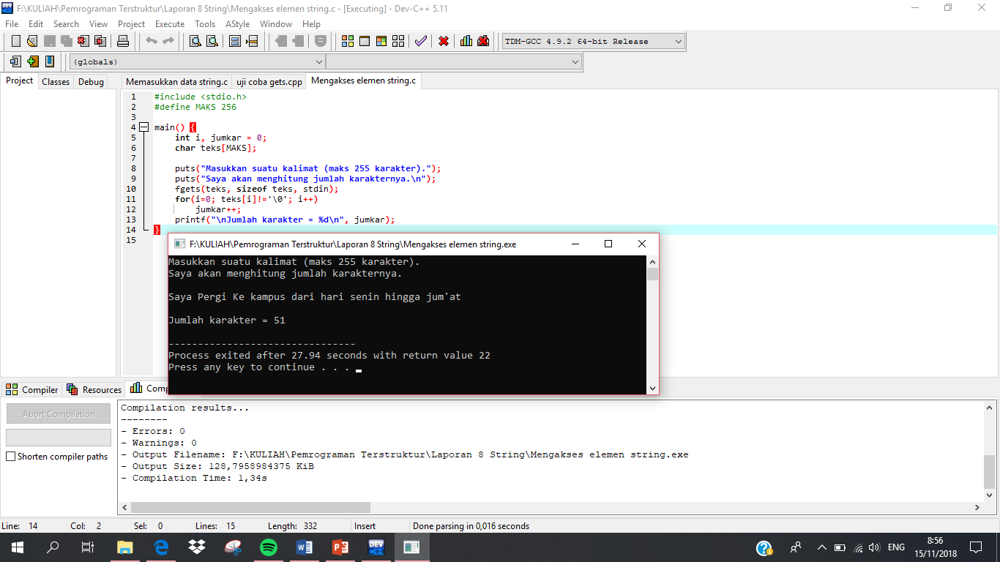 F:\KULIAH\Pemrograman Terstruktur\Laporan 8 String\Mengakses elemen string.c - [Executing] - Dev-C++ 5.11
File Edit Search View Project Execute Tools AStyle Window Help
TDM-GCC 4.9.2 64-bit Release
(globals)
Project Classes Debug
Memasukkan data string.c uji coba gets.cpp Mengakses elemen string.c
1 #include <stdio.h>
2 #define MAKS 256
3
4 main() {
5 int i, jumkar = 0;
6 char teks[MAKS];
7
8 puts("Masukkan suatu kalimat (maks 255 karakter).");
9 puts("Saya akan menghitung jumlah karakternya.\n");
10 fgets(teks, sizeof teks, stdin);
11 for(i=0; teks[i]!='\0'; i++)
12 jumkar++;
13 printf("\nJumlah karakter = %d\n", jumkar);
14 }
15
F:\KULIAH\Pemrograman Terstruktur\Laporan 8 String\Mengakses elemen string.exe
Masukkan suatu kalimat (maks 255 karakter).
Saya akan menghitung jumlah karakternya.
Saya Pergi Ke kampus dari hari senin hingga jum'at
Jumlah karakter = 51
--------------------------------
Process exited after 27.94 seconds with return value 22
Press any key to continue . . .
Compiler Resources Comp
Abort Compilation
Shorten compiler paths
Compilation results...
--------
- Errors: 0
- Warnings: 0
- Output Filename: F:\KULIAH\Pemrograman Terstruktur\Laporan 8 String\Mengakses elemen string.exe
- Output Size: 128,7958984375 KiB
- Compilation Time: 1,34s
Line: 14 Col: 2 Sel: 0 Lines: 15 Length: 332 Insert Done parsing in 0,016 seconds
ENG
8:56
15/11/2018